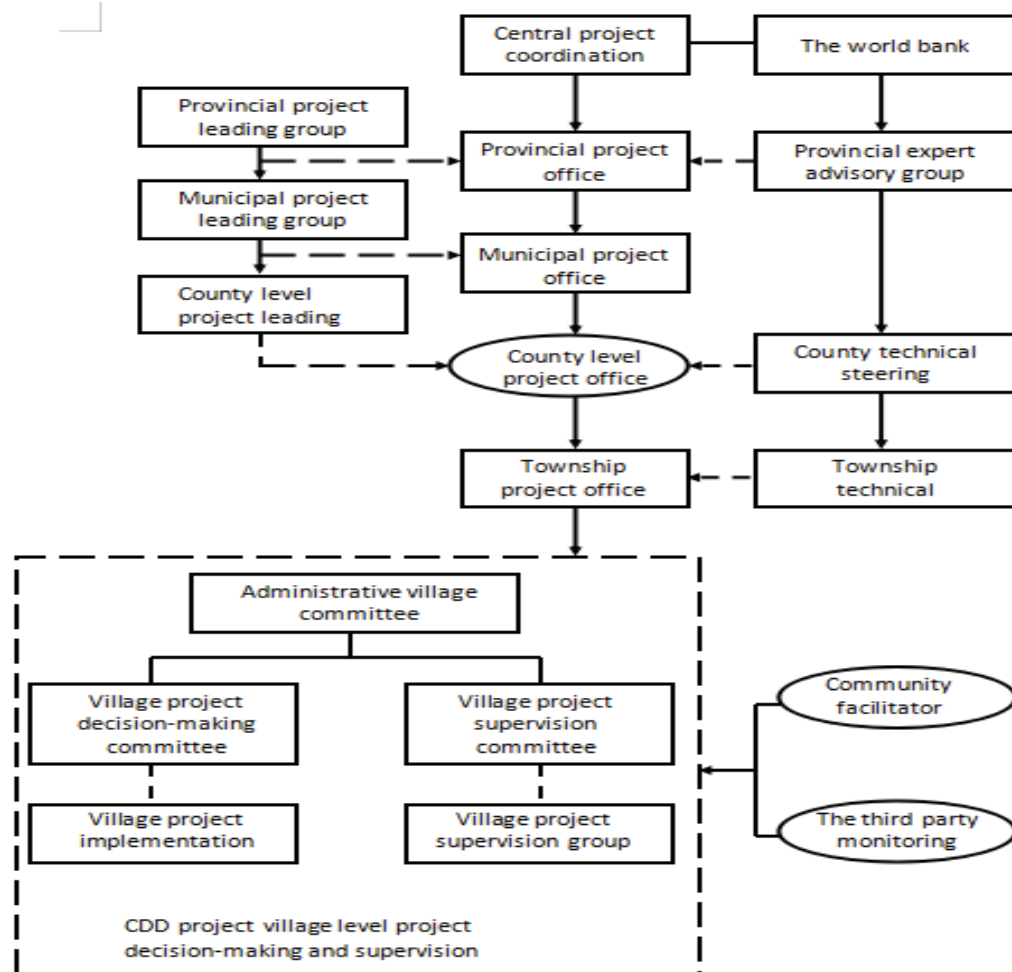 Central project
coordination
The world bank
Provincial project
leading group
Provincial project
office
Provincial expert
advisory group
Municipal project
leading group
Municipal project
office
County level
project leading
County level
project office
County technical
steering
Township
project office
Township
technical
Administrative village
committee
Village project
decision-making
committee
Village project
supervision
committee
Community
facilitator
Village project
implementation
Village project
supervision group
The third party
monitoring
CDD project village level project
decision-making and supervision